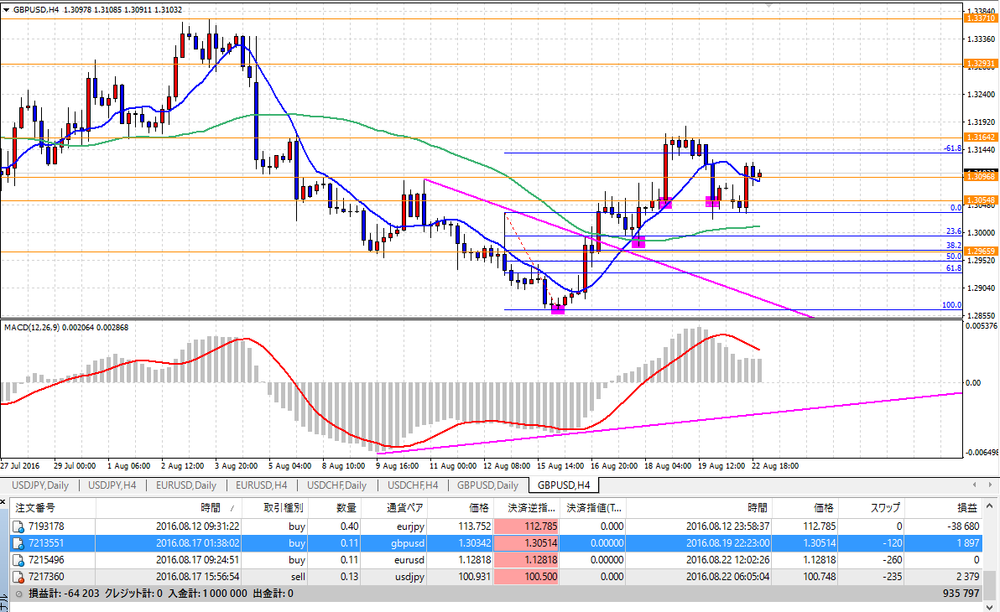 GBPUSD,H4 1.30978 1.31085 1.30911 1.31032
1.33840
1.33710
1.33360
1.32931
1.32400
1.31920
1.31642
-61.8
1.31440
1.30968
1.30548
0.0
1.30000
23.6
38.2
1.29659
50.0
1.29520
61.8
1.29040
100.0
1.28550
MACD(12,26,9) 0.002064 0.002868
0.005376
0.00
-0.006498
27 Jul 2016 29 Jul 00:00 1 Aug 06:00 2 Aug 12:00 3 Aug 20:00 5 Aug 04:00 8 Aug 10:00 9 Aug 16:00 11 Aug 00:00 12 Aug 08:00 15 Aug 14:00 16 Aug 20:00 18 Aug 04:00 19 Aug 12:00 22 Aug 18:00
USDJPY,Daily USDJPY,H4 EURUSD,Daily EURUSD,H4 USDCHF,Daily USDCHF,H4 GBPUSD,Daily GBPUSD,H4
注文番号 時間 / 取引種別 数量 通貨ペア 価格 決済逆指... 決済指値(T... 時間 価格 スワップ 損益
7193178 2016.08.12 09:31:22 buy 0.40 eurjpy 113.752 112.785 0.000 2016.08.12 23:58:37 112.785 0 -38 680
7213551 2016.08.17 01:38:02 buy 0.11 gbpusd 1.30342 1.30514 0.00000 2016.08.19 22:23:00 1.30514 -120 1 897
7215496 2016.08.17 09:24:51 buy 0.11 eurusd 1.12818 1.12818 0.00000 2016.08.22 12:02:26 1.12818 -260 0
7217360 2016.08.17 15:56:54 sell 0.13 usdjpy 100.931 100.500 0.000 2016.08.22 06:05:04 100.748 -235 2 379
損益計: -64 203 クレジット計: 0 入金計: 1 000 000 出金計: 0 935 797